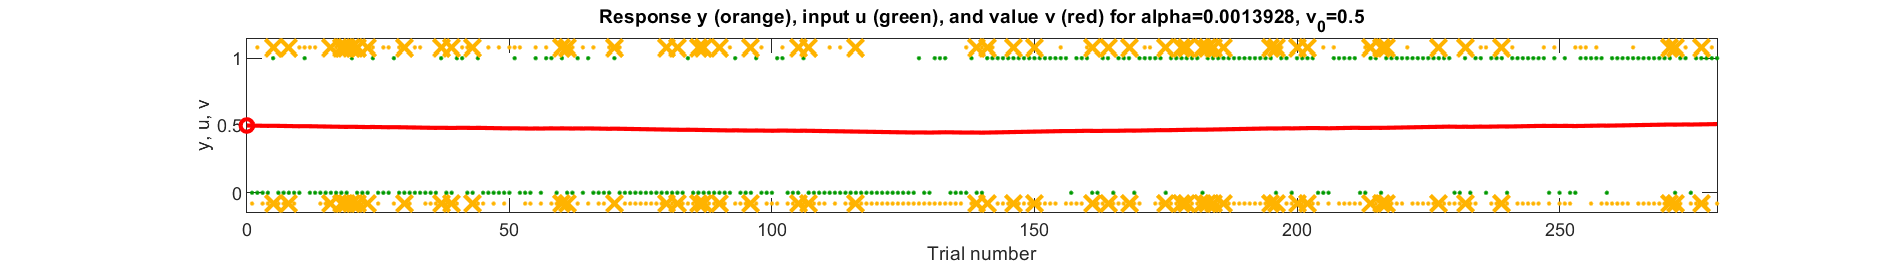 Response y (orange), input u (green), and value v (red) for alpha=0.0013928, v0=0.5
1
0.5
0
y, u, v
0 50 100 150 200 250
Trial number